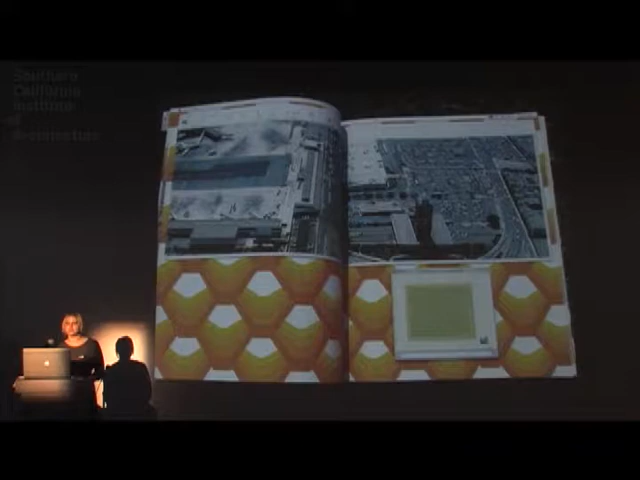 Southern
California
Institute
of
Architecture